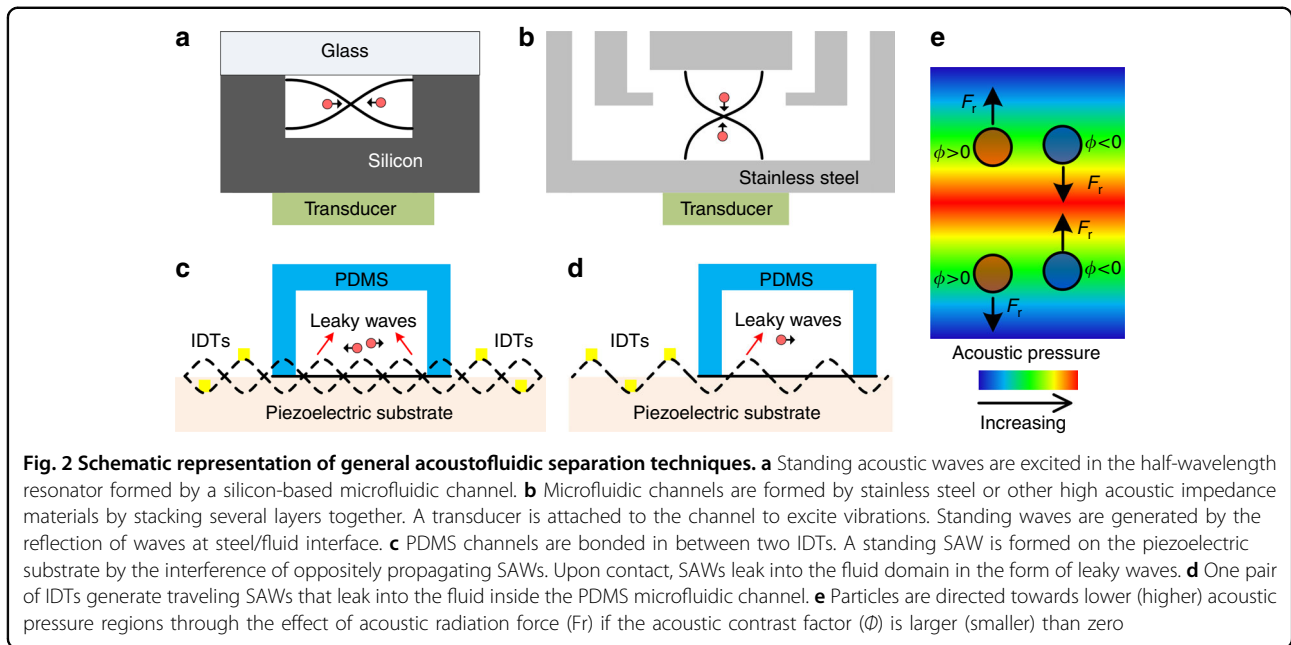 a
Glass
Silicon
Transducer
b
Stainless steel
Transducer
c
PDMS
Leaky waves
IDTs
IDTs
Piezoelectric substrate
d
PDMS
Leaky waves
IDTs
Piezoelectric substrate
e
Fr
ϕ>0
ϕ<0
Fr
Fr
ϕ>0
ϕ<0
Fr
Acoustic pressure
Increasing
Fig. 2 Schematic representation of general acoustofluidic separation techniques. a Standing acoustic waves are excited in the half-wavelength
resonator formed by a silicon-based microfluidic channel. b Microfluidic channels are formed by stainless steel or other high acoustic impedance
materials by stacking several layers together. A transducer is attached to the channel to excite vibrations. Standing waves are generated by the
reflection of waves at steel/fluid interface. c PDMS channels are bonded in between two IDTs. A standing SAW is formed on the piezoelectric
substrate by the interference of oppositely propagating SAWs. Upon contact, SAWs leak into the fluid domain in the form of leaky waves. d One pair
of IDTs generate traveling SAWs that leak into the fluid inside the PDMS microfluidic channel. e Particles are directed towards lower (higher) acoustic
pressure regions through the effect of acoustic radiation force (Fr) if the acoustic contrast factor (Φ) is larger (smaller) than zero